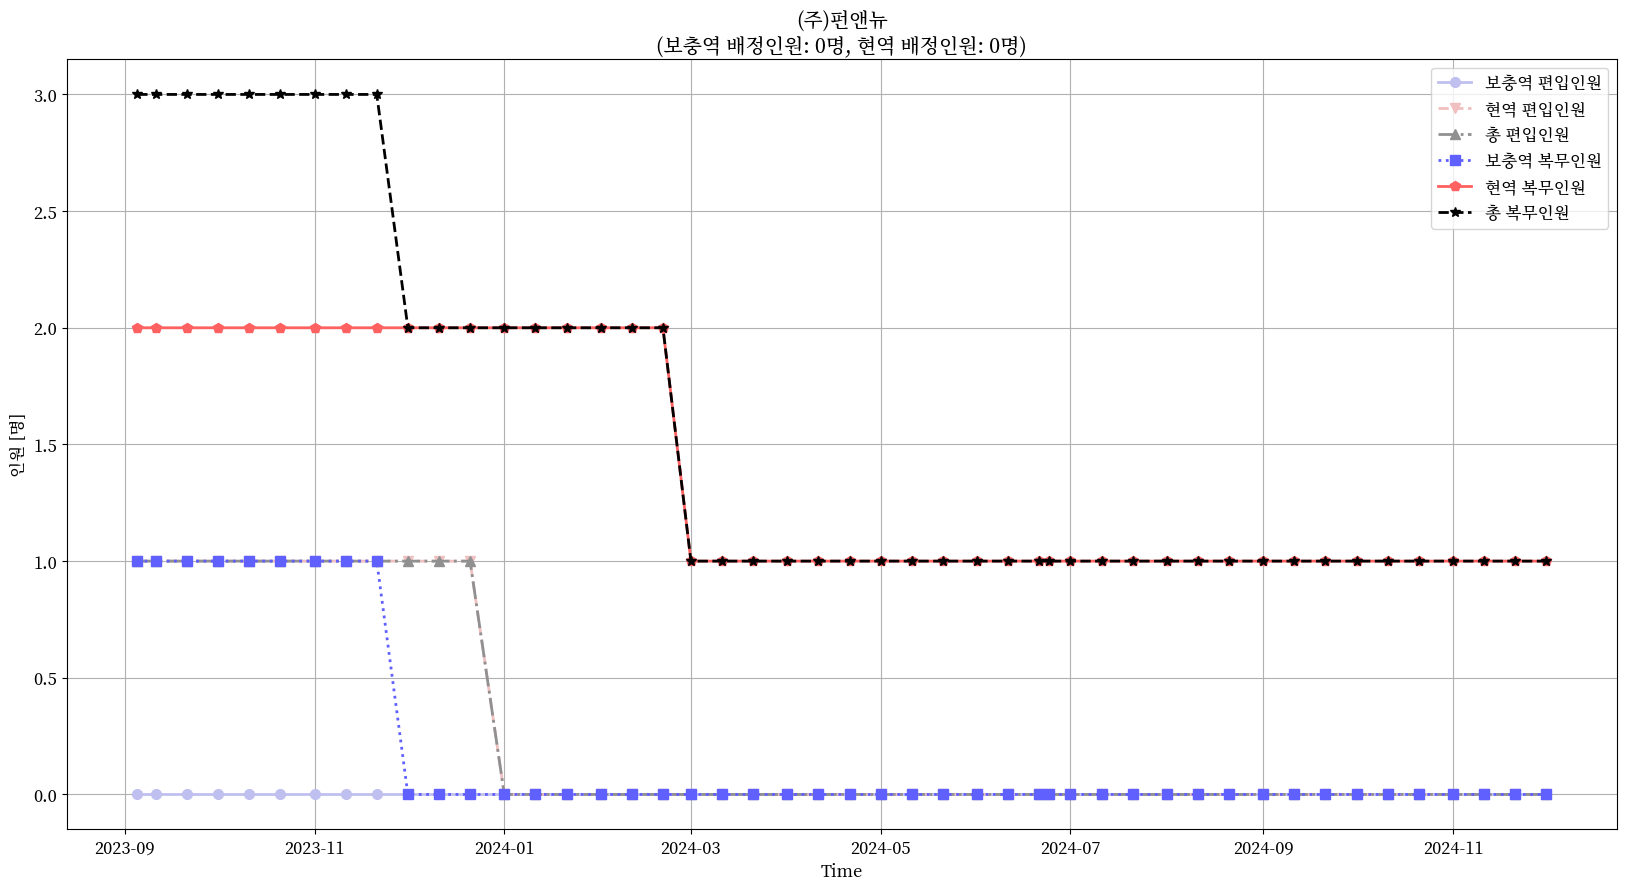 (주)펀앤뉴
(보충역 배정인원: 0명, 현역 배정인원: 0명)
보충역 편입인원
현역 편입인원
총 편입인원
보충역 복무인원
현역 복무인원
총 복무인원
인원 [명]
3.0
2.5
2.0
1.5
1.0
0.5
0.0
2023-09 2023-11 2024-01 2024-03 2024-05 2024-07 2024-09 2024-11
Time